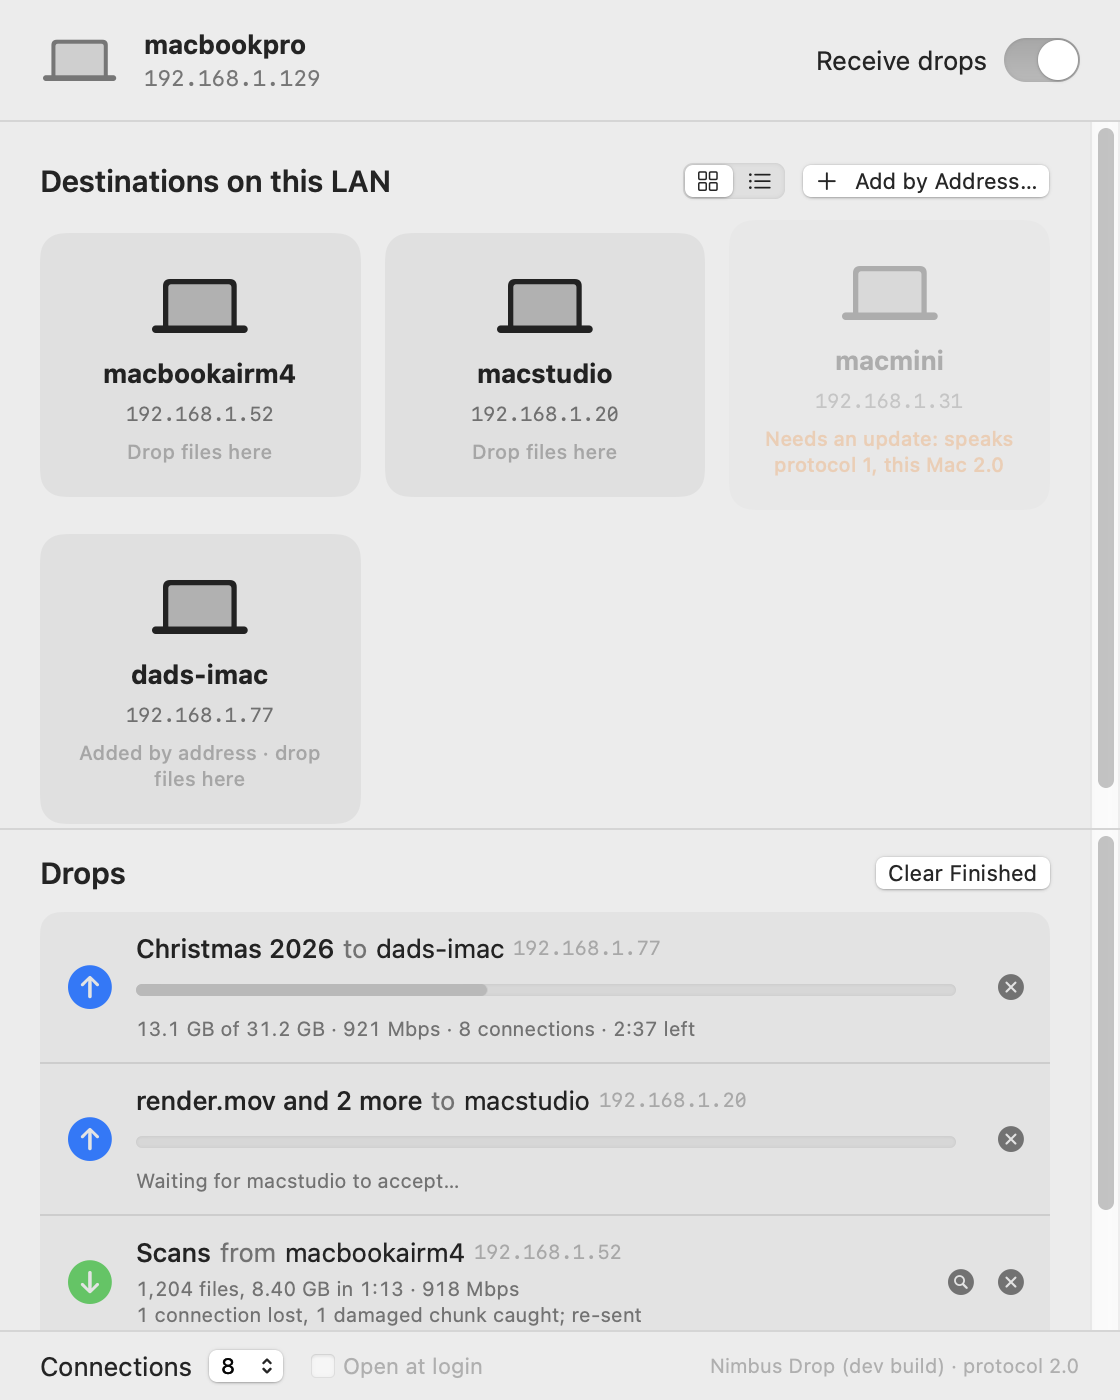 macbookpro
192.168.1.129
Receive drops
Destinations on this LAN
Add by Address...
macbookairm4
192.168.1.52
Drop files here
macstudio
192.168.1.20
Drop files here
macmini
192.168.1.31
Needs an update: speaks
protocol 1, this Mac 2.0
dads-imac
192.168.1.77
Added by address · drop
files here
Drops
Clear Finished
Christmas 2026 to dads-imac 192.168.1.77
13.1 GB of 31.2 GB · 921 Mbps · 8 connections · 2:37 left
render.mov and 2 more to macstudio 192.168.1.20
Waiting for macstudio to accept...
Scans from macbookairm4 192.168.1.52
1,204 files, 8.40 GB in 1:13 · 918 Mbps
1 connection lost, 1 damaged chunk caught; re-sent
Connections 8
Open at login
Nimbus Drop (dev build) · protocol 2.0